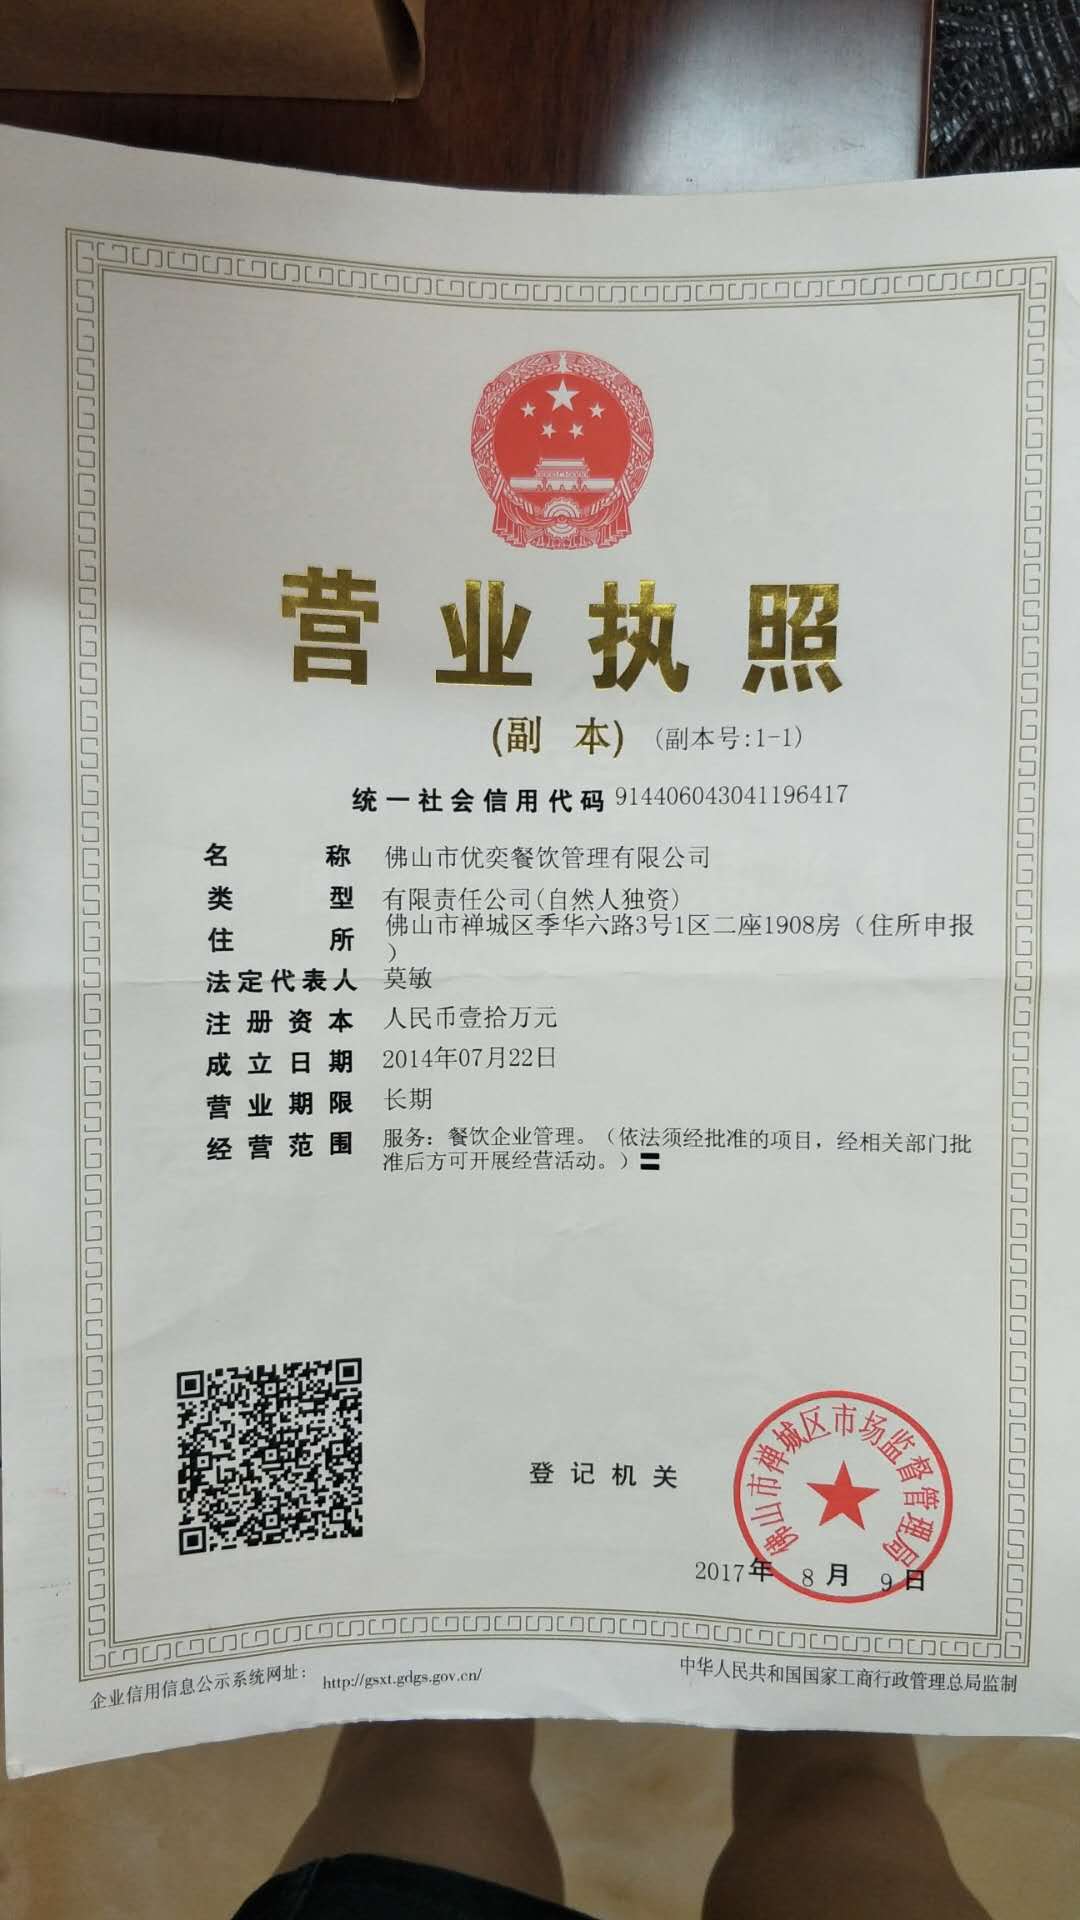 营业执照
(副 本) (副本号:1-1)
统一社会信用代码 914406043041196417
名 称 佛山市优奕餐饮管理有限公司
类 型 有限责任公司(自然人独资)
住 所 佛山市禅城区季华六路3号1区二座1908房（住所申报
）
法定代表人 莫敏
注册资本 人民币壹拾万元
成立日期 2014年07月22日
营业期限 长期
经营范围 服务：餐饮企业管理。（依法须经批准的项目，经相关部门批
准后方可开展经营活动。）〓
登记机关
佛山市禅城区市场监督管理局
2017年 8月 9日
企业信用信息公示系统网址： http://gsxt.gdgs.gov.cn/
中华人民共和国国家工商行政管理总局监制